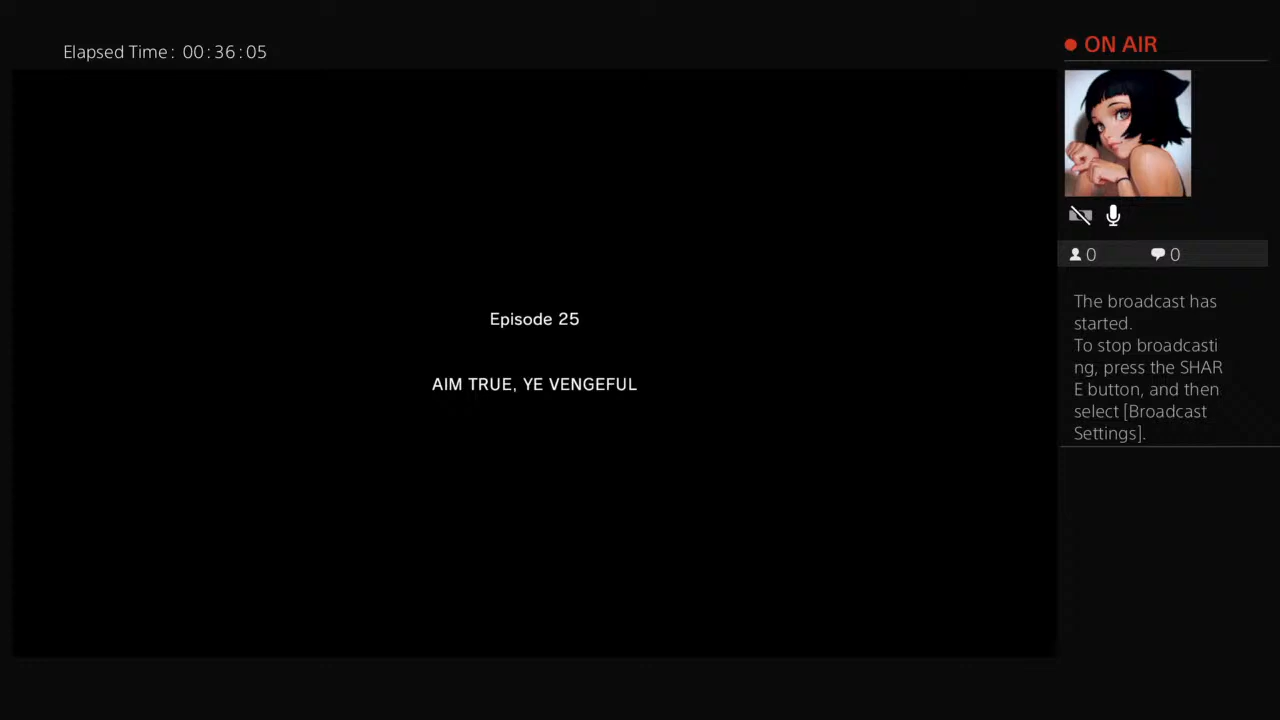 Elapsed Time: 00:36:05
ON AIR
0 0
Episode 25
AIM TRUE, YE VENGEFUL
The broadcast has
started.
To stop broadcasti
ng, press the SHAR
E button, and then
select [Broadcast
Settings].